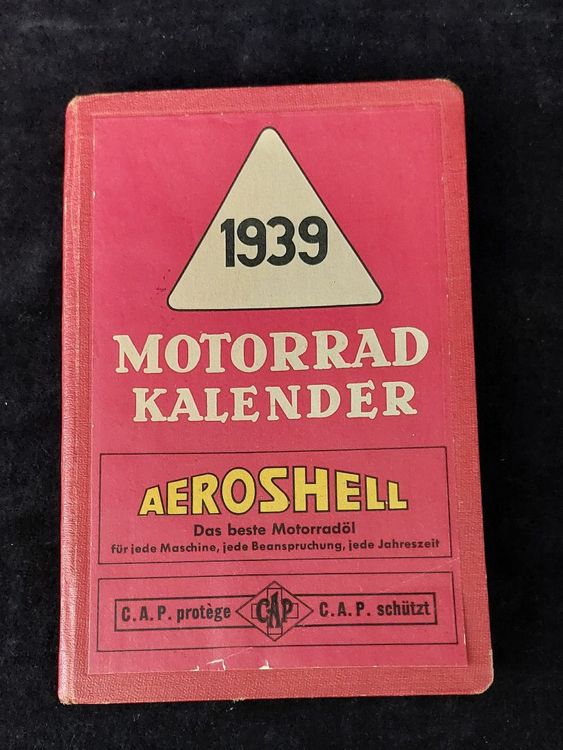 1939
MOTORRAD
KALENDER
AEROSHELL
Das beste Motorradöl
für jede Maschine, jede Beanspruchung, jede Jahreszeit
C.A.P. protège CAP C.A.P. schützt